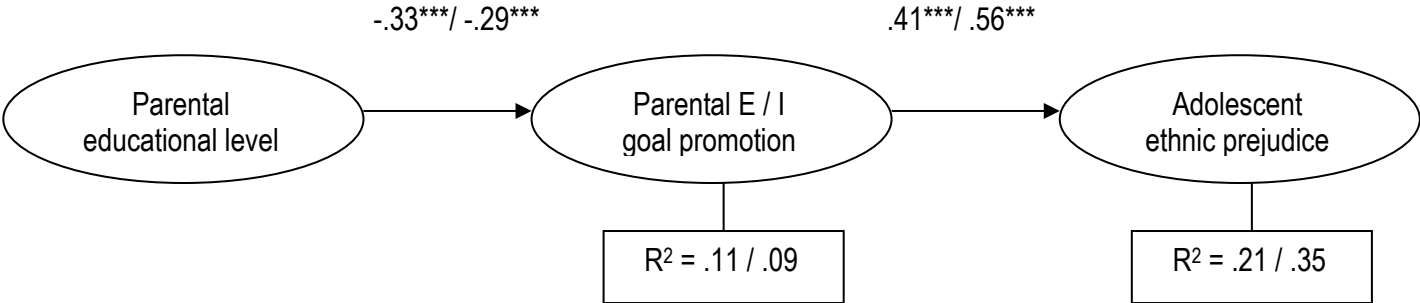 -.33***/ -.29***
.41***/ .56***
Parental
educational level
Parental E / I
goal promotion
Adolescent
ethnic prejudice
R² = .11 / .09
R² = .21 / .35